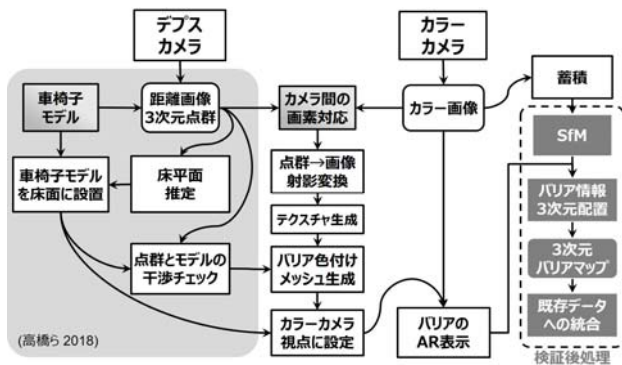 デプス
カメラ
カラー
カメラ
車椅子
モデル
距離画像
3次元点群
カメラ間の
画素対応
カラー画像
蓄積
SfM
車椅子モデル
を床面に設置
床平面
推定
点群→画像
射影変換
バリア情報
3次元配置
テクスチャ生成
点群とモデルの
干渉チェック
バリア色付け
メッシュ生成
3次元
バリアマップ
カラーカメラ
視点に設定
バリアの
AR表示
既存データ
への統合
(高橋ら 2018)
検証後処理